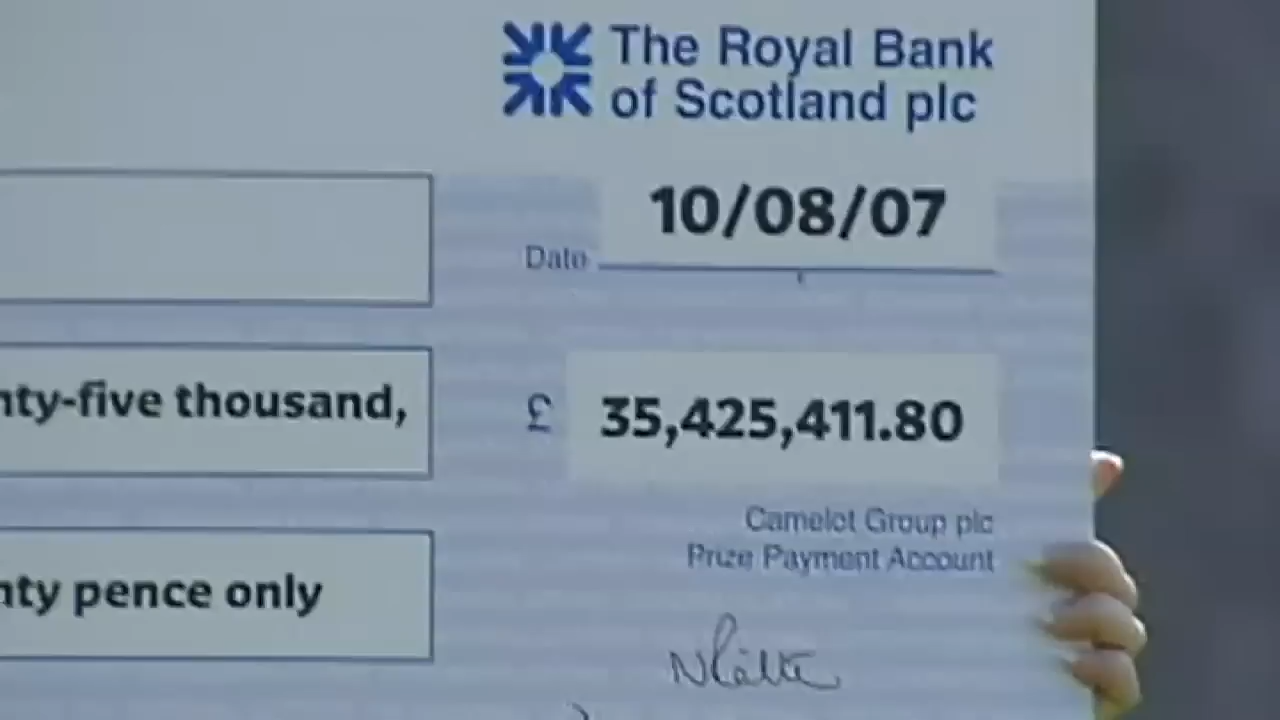 The Royal Bank
of Scotland plc
10/08/07
Date
nty-five thousand,
£ 35,425,411.80
Camelot Group plc
Prize Payment Account
nty pence only